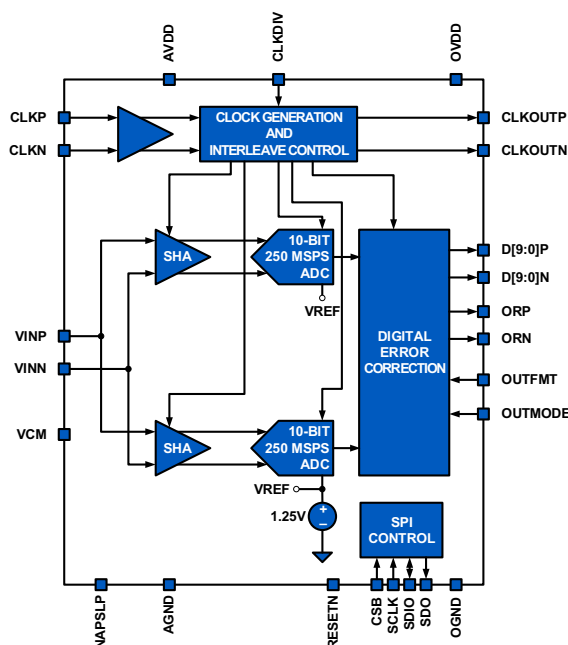 AVDD
CLKDIV
OVDD
CLKP
CLKN
CLOCK GENERATION
AND
INTERLEAVE CONTROL
CLKOUTP
CLKOUTN
SHA
10-BIT
250 MSPS
ADC
VREF
D[9:0]P
D[9:0]N
ORP
ORN
OUTFMT
OUTMODE
DIGITAL
ERROR
CORRECTION
VINP
VINN
VCM
SHA
10-BIT
250 MSPS
ADC
VREF
1.25V
+
–
SPI
CONTROL
NAPSLP
AGND
RESETN
CSB
SCLK
SDIO
SDO
OGND